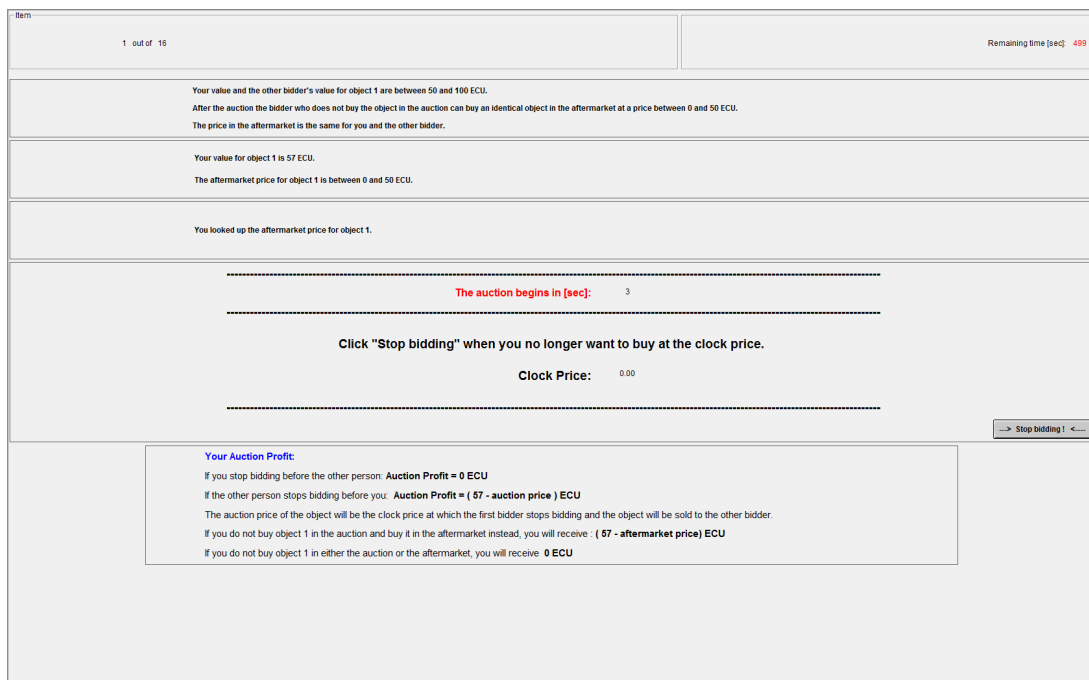 Item
1 out of 16
Remaining time [sec]: 499
Your value and the other bidder's value for object 1 are between 50 and 100 ECU.
After the auction the bidder who does not buy the object in the auction can buy an identical object in the aftermarket at a price between 0 and 50 ECU.
The price in the aftermarket is the same for you and the other bidder.
Your value for object 1 is 57 ECU.
The aftermarket price for object 1 is between 0 and 50 ECU.
You looked up the aftermarket price for object 1.
The auction begins in [sec]: 3
Click "Stop bidding" when you no longer want to buy at the clock price.
Clock Price: 0.00
---> Stop bidding ! <----
Your Auction Profit:
If you stop bidding before the other person: Auction Profit = 0 ECU
If the other person stops bidding before you: Auction Profit = ( 57 - auction price ) ECU
The auction price of the object will be the clock price at which the first bidder stops bidding and the object will be sold to the other bidder.
If you do not buy object 1 in the auction and buy it in the aftermarket instead, you will receive : ( 57 - aftermarket price) ECU
If you do not buy object 1 in either the auction or the aftermarket, you will receive 0 ECU